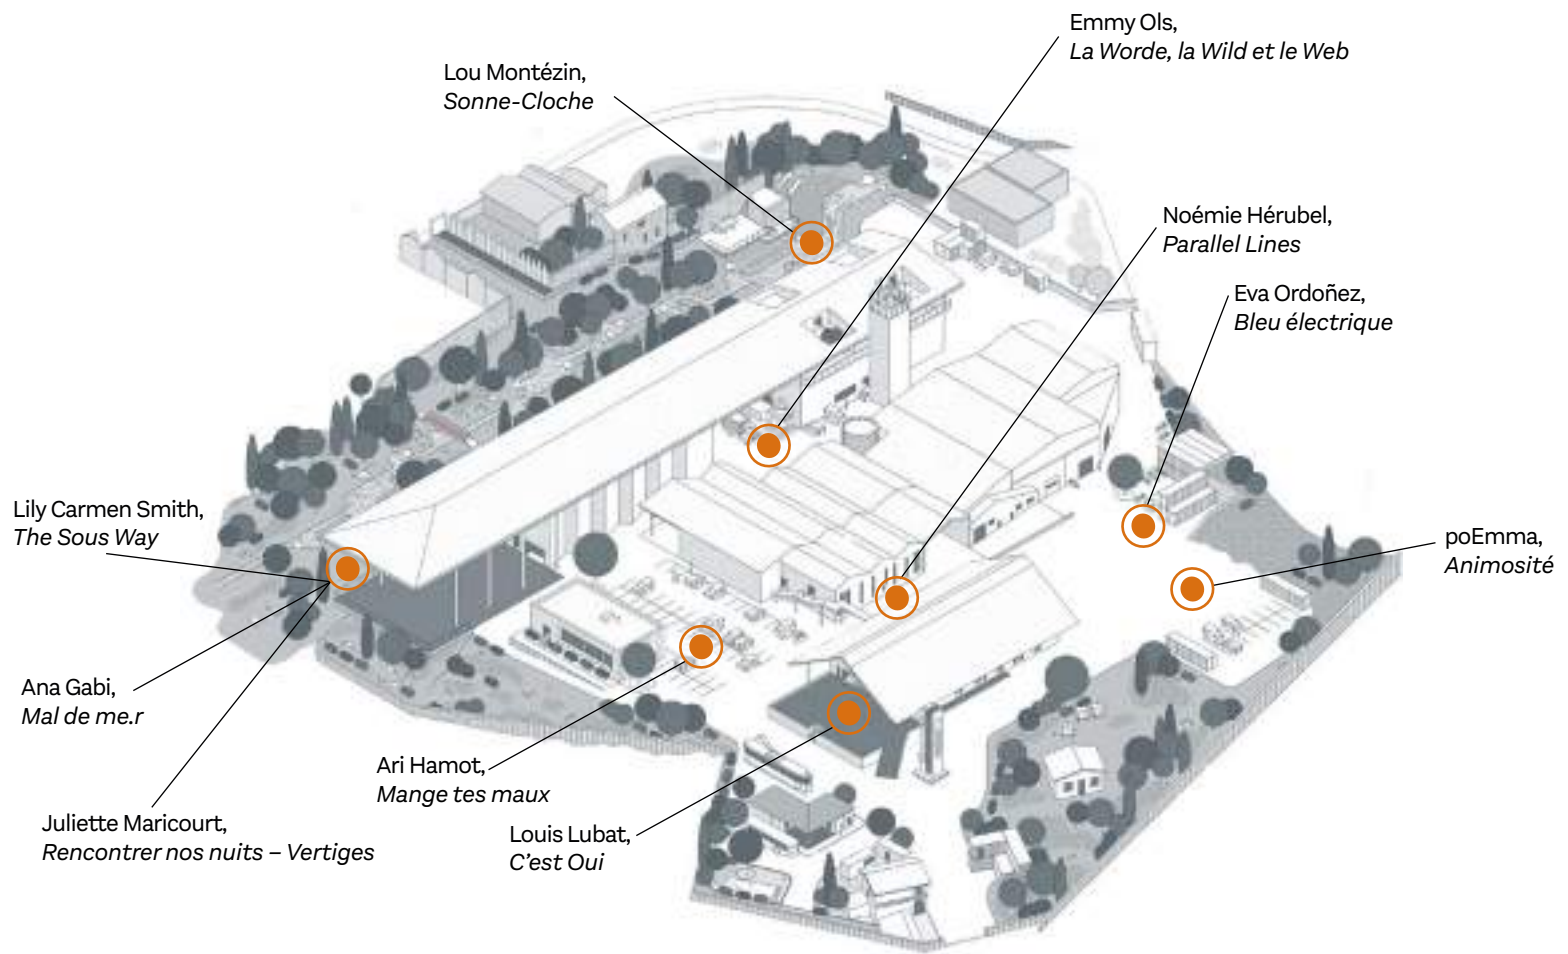 Emmy Ols,
La Worde, la Wild et le Web
Lou Montézin,
Sonne-Cloche
Noémie Hérubel,
Parallel Lines
Eva Ordoñez,
Bleu électrique
Lily Carmen Smith,
The Sous Way
poEmma,
Animosité
Ana Gabi,
Mal de me.r
Ari Hamot,
Mange tes maux
Juliette Maricourt,
Rencontrer nos nuits – Vertiges
Louis Lubat,
C’est Oui